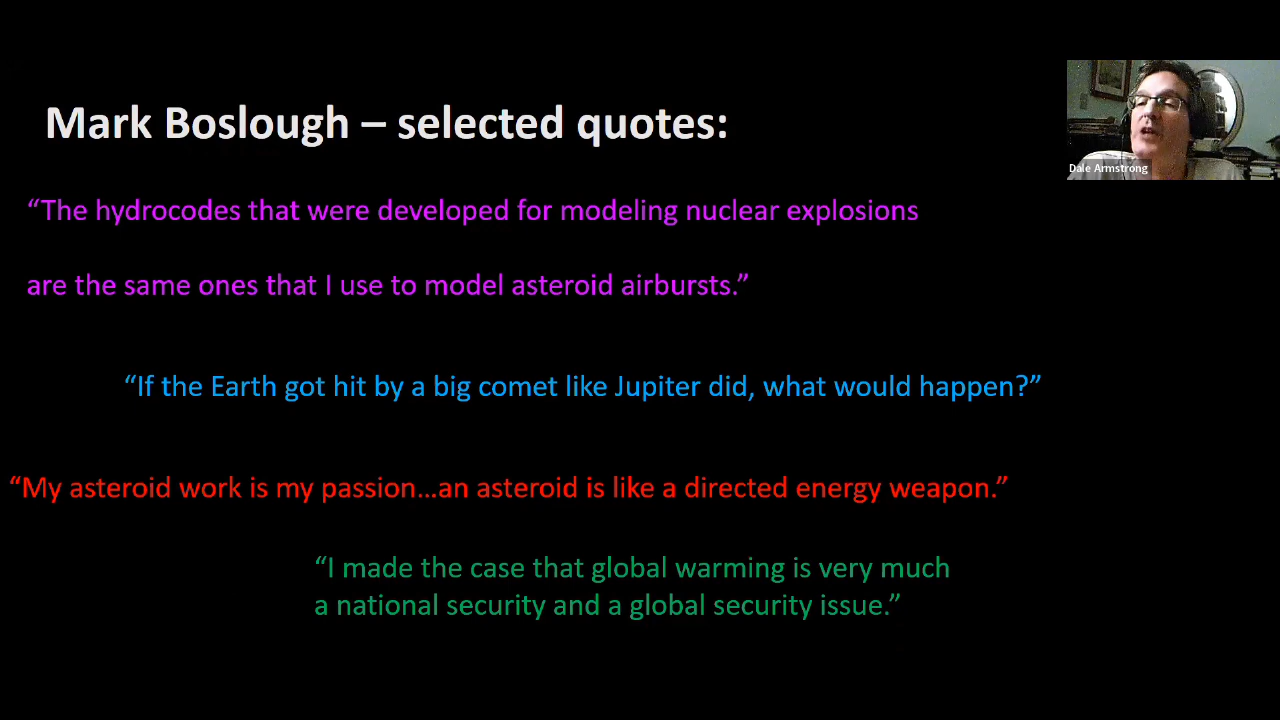 Mark Boslough – selected quotes:
Dale Armstrong
“The hydrocodes that were developed for modeling nuclear explosions
are the same ones that I use to model asteroid airbursts.”
“If the Earth got hit by a big comet like Jupiter did, what would happen?”
“My asteroid work is my passion…an asteroid is like a directed energy weapon.”
“I made the case that global warming is very much
a national security and a global security issue.”